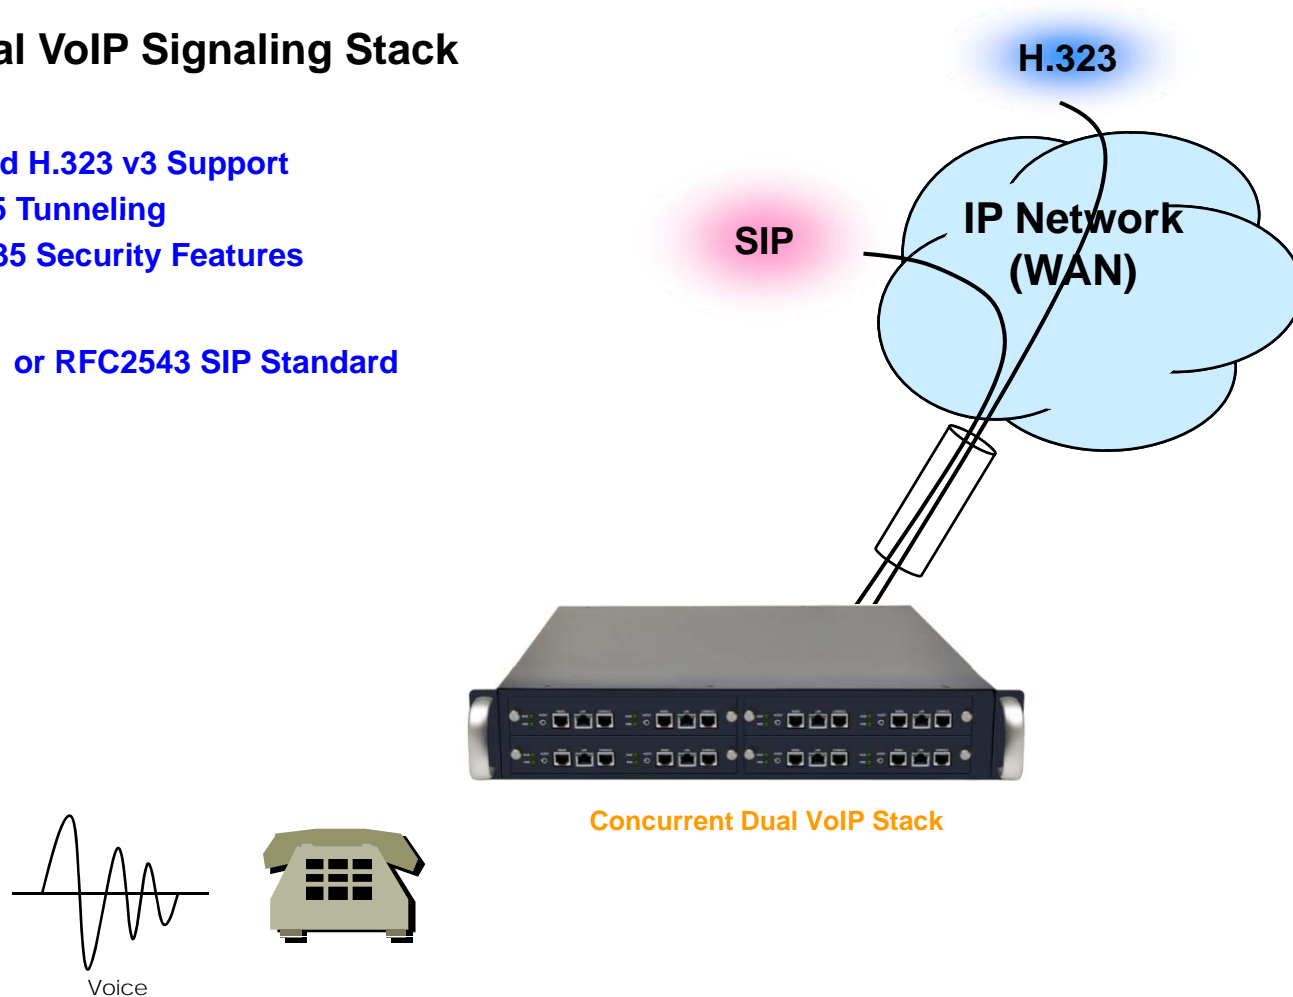 al VoIP Signaling Stack
d H.323 v3 Support
5 Tunneling
35 Security Features
or RFC2543 SIP Standard
H.323
SIP
IP Network
(WAN)
Concurrent Dual VoIP Stack
Voice